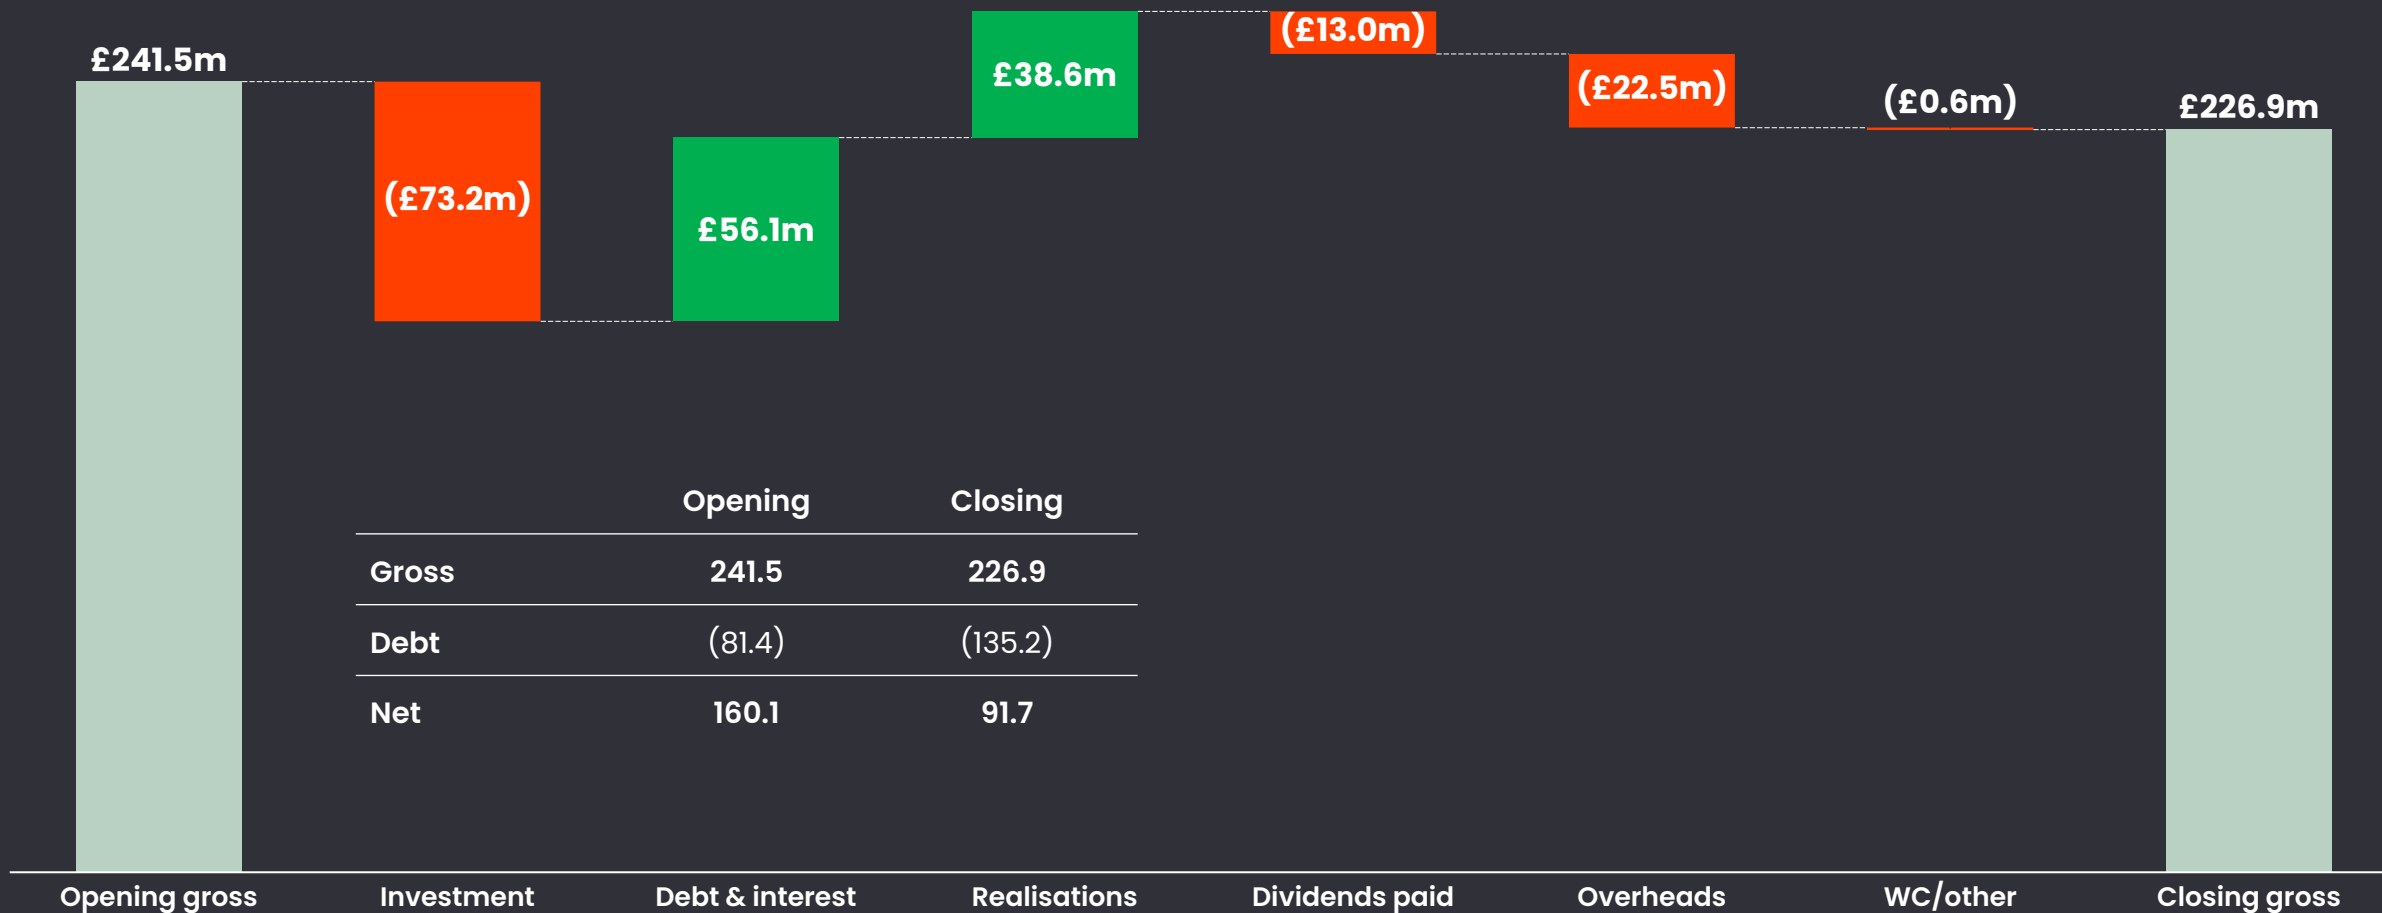 £241.5m
(£73.2m)
£56.1m
£38.6m
(£13.0m)
(£22.5m)
(£0.6m)
£226.9m
Opening Closing
Gross 241.5 226.9
Debt (81.4) (135.2)
Net 160.1 91.7
Opening gross Investment Debt & interest Realisations Dividends paid Overheads WC/other Closing gross